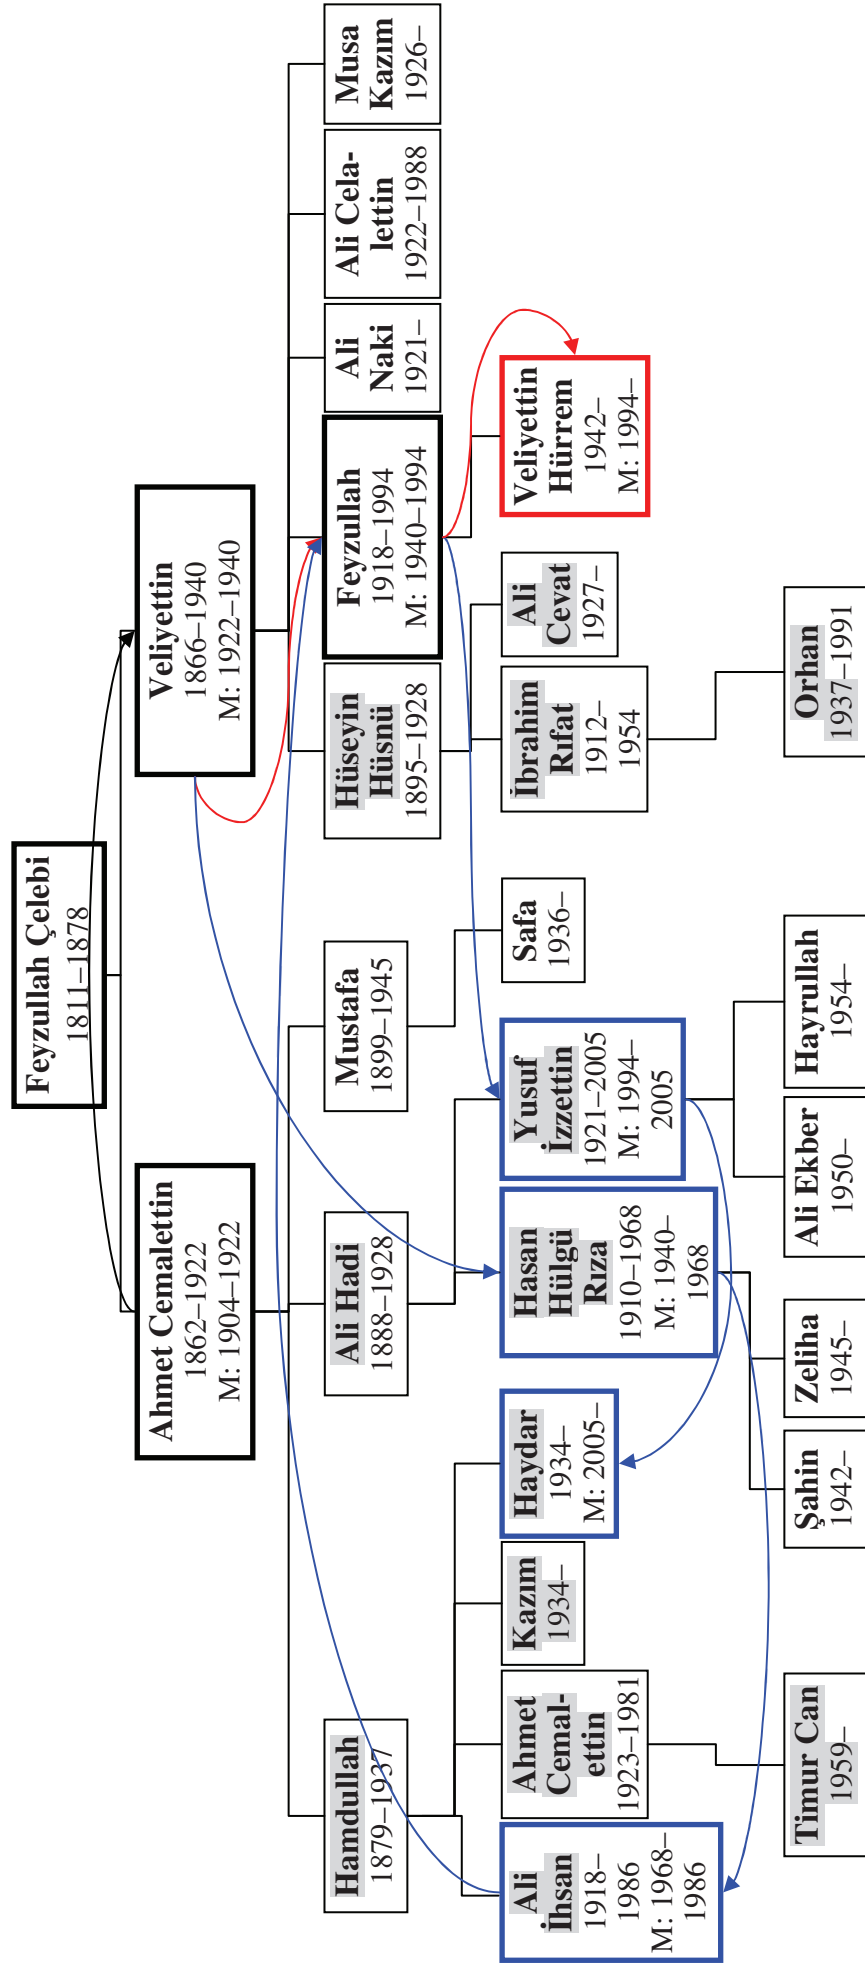 Feyzullah Çelebi
1811–1878
Ahmet Cemalettin
1862–1922
M: 1904–1922
Veliyettin
1866–1940
M: 1922–1940
Hamdullah
1879–1937
Ali Hadi
1888–1928
Mustafa
1899–1945
Hüseyin
Hüsnü
1895–1928
Feyzullah
1918–1994
M: 1940–1994
Ali
Naki
1921–
Ali Cela-
lettin
1922–1988
Musa
Kazım
1926–
Ali
İhsan
1918–
1986
M: 1968–
1986
Ahmet
Cemal-
ettin
1923–1981
Kazım
1934–
Haydar
1934–
M: 2005–
Hasan
Hülgü
Rıza
1910–1968
M: 1940–
1968
Yusuf
İzzettin
1921–2005
M: 1994–
2005
Safa
1936–
İbrahim
Rıfat
1912–
1954
Ali
Cevat
1927–
Veliyettin
Hürrem
1942–
M: 1994–
Timur Can
1959–
Şahin
1942–
Zeliha
1945–
Ali Ekber
1950–
Hayrullah
1954–
Orhan
1937–1991